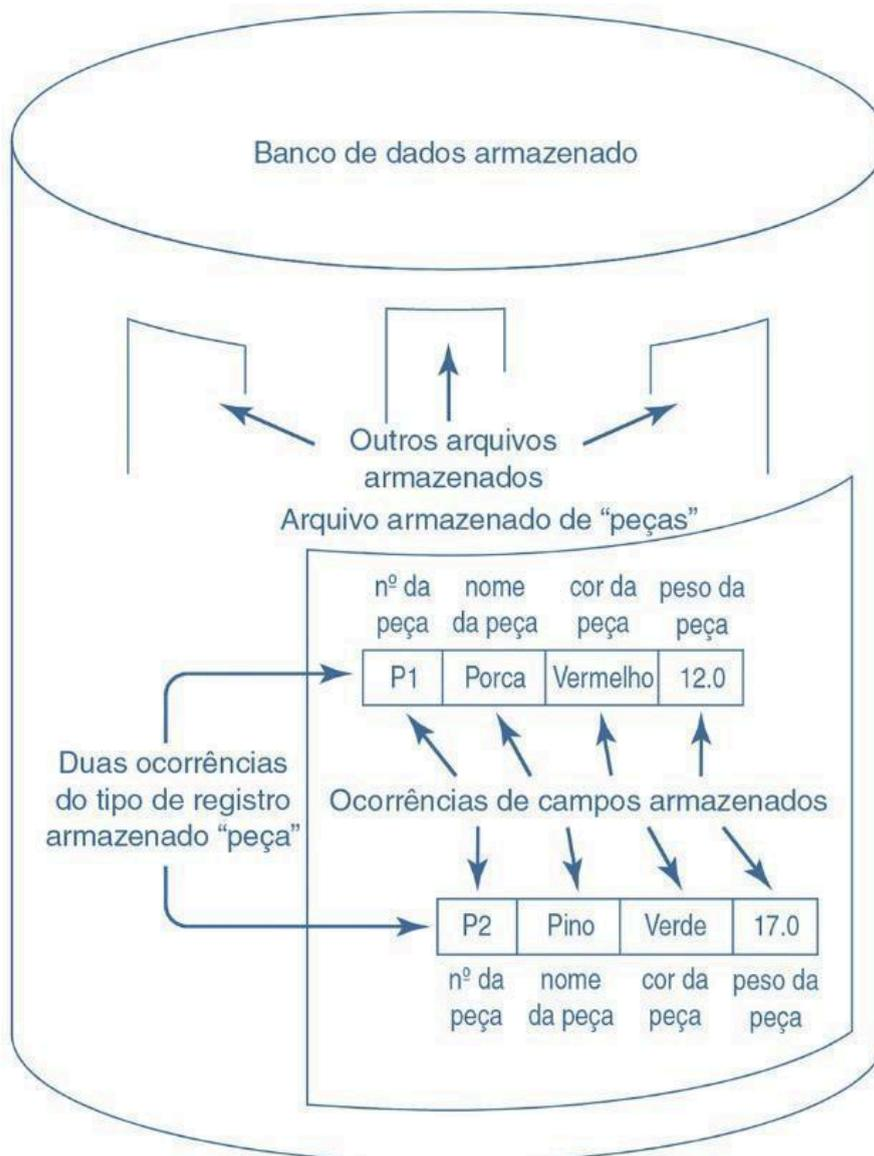 Banco de dados armazenado
Outros arquivos
armazenados
Arquivo armazenado de “peças”
nº da nome cor da peso da
peça da peça peça peça
P1 Porca Vermelho 12.0
Duas ocorrências
do tipo de registro
armazenado “peça”
Ocorrências de campos armazenados
P2 Pino Verde 17.0
nº da nome cor da peso da
peça da peça peça peça